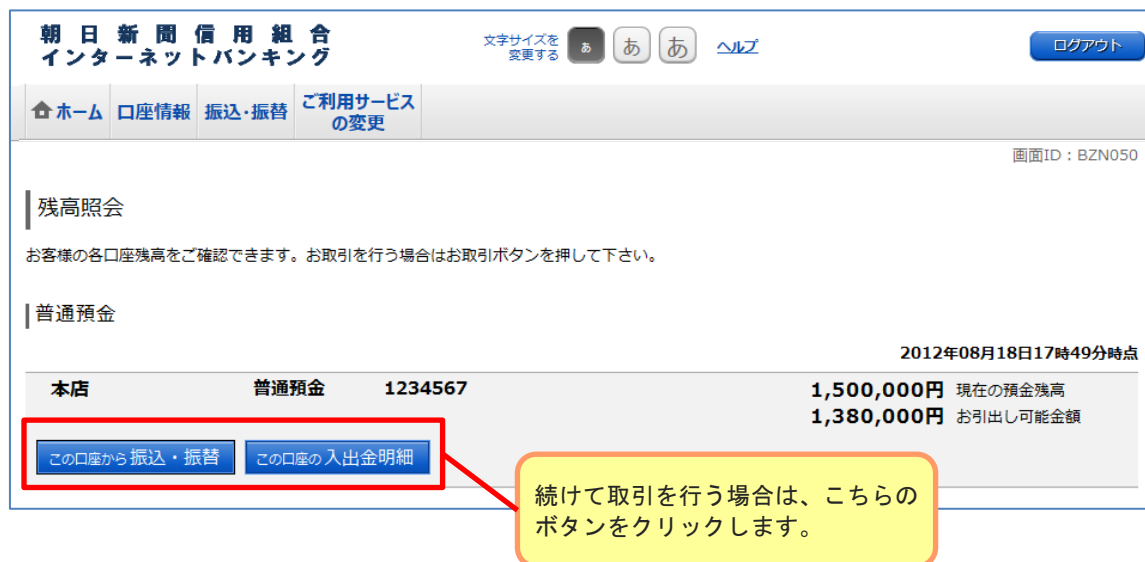 朝日新聞信用組合
インターネットバンキング
文字サイズを
変更する
あ あ あ
ヘルプ
ログアウト
ホーム 口座情報 振込・振替 ご利用サービス
の変更
画面ID：BZN050
残高照会
お客様の各口座残高をご確認できます。お取引を行う場合はお取引ボタンを押して下さい。
普通預金
2012年08月18日17時49分時点
本店 普通預金 1234567 1,500,000円 現在の預金残高
1,380,000円 お引出し可能金額
この口座から振込・振替 この口座の入出金明細
続けて取引を行う場合は、こちらの
ボタンをクリックします。